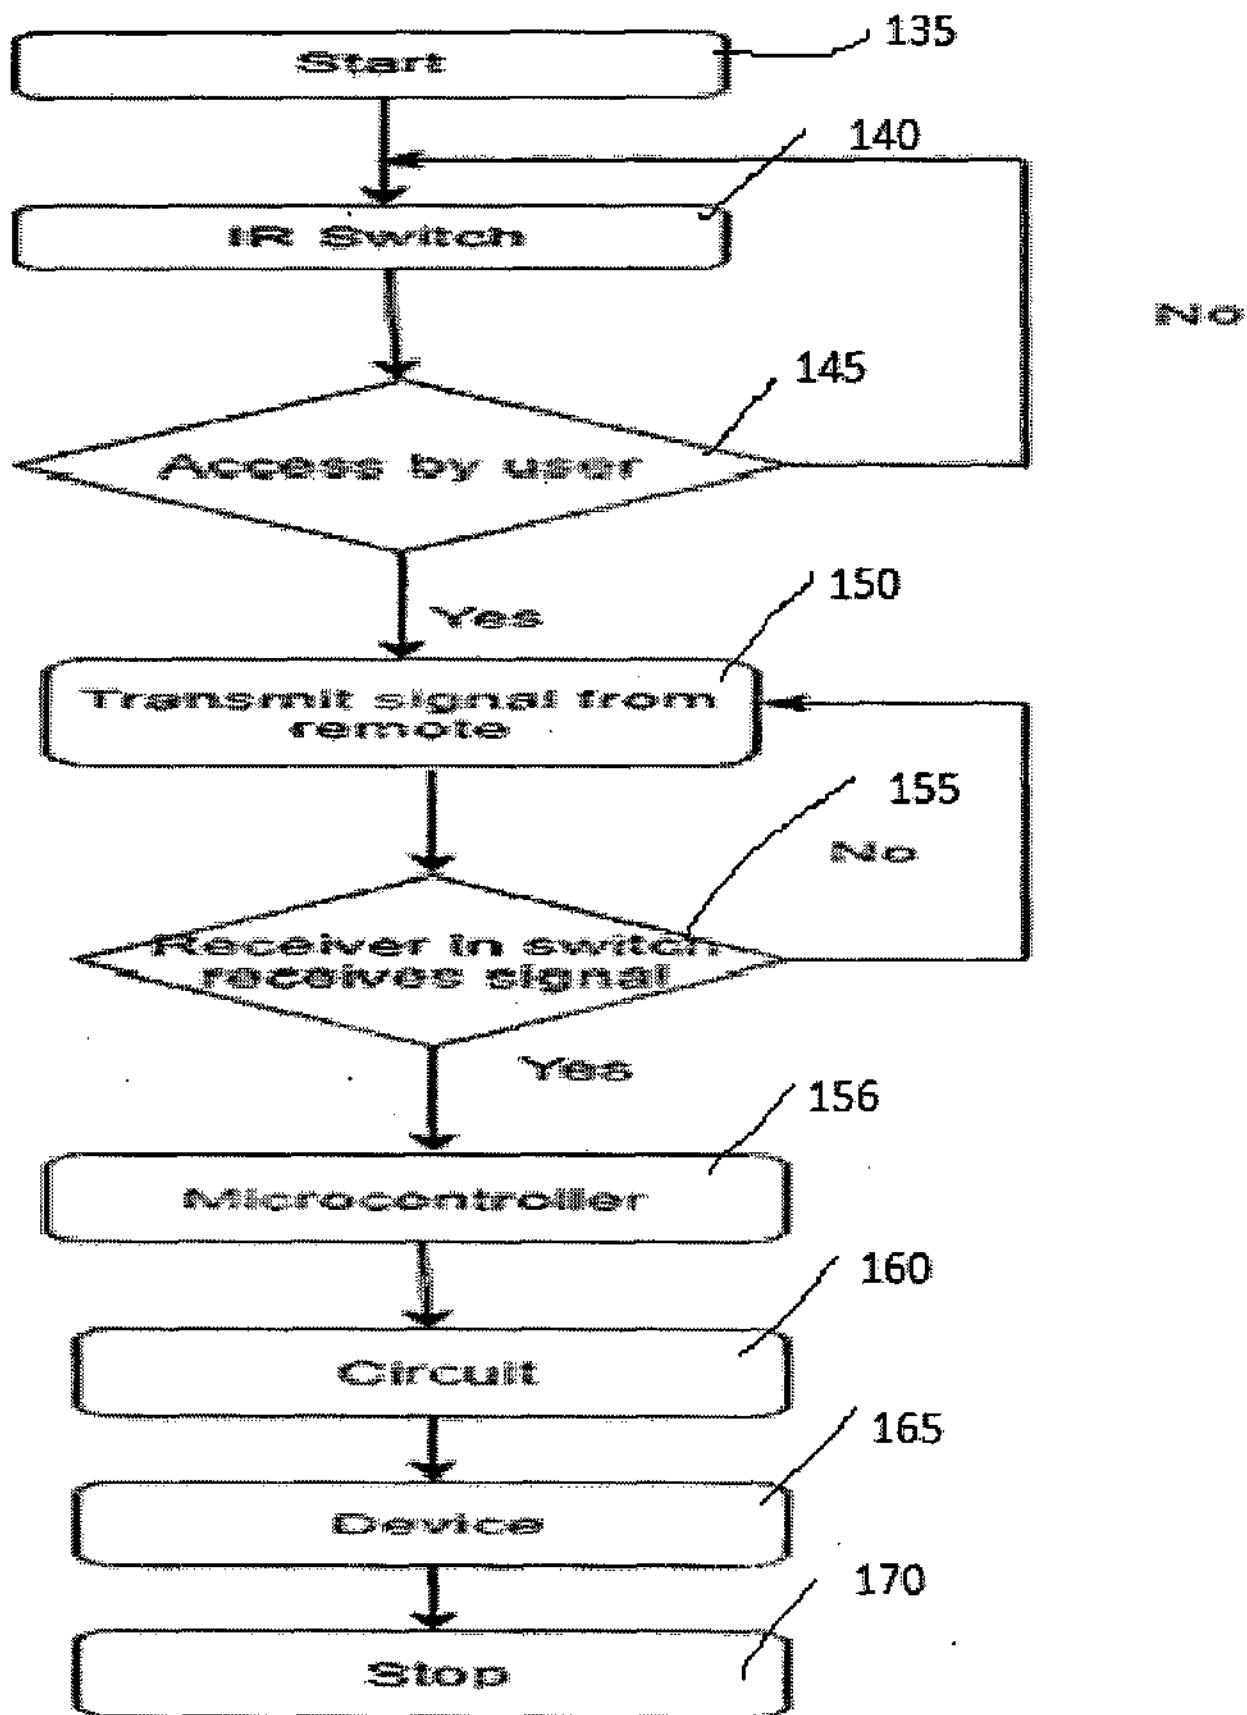 Start
135
140
IR Switch
No
145
Access by user
150
Yes
Transmit signal from
remote
155
No
Receiver in switch
receives signal
Yes
156
Microcontroller
160
Circuit
165
Device
170
Stop